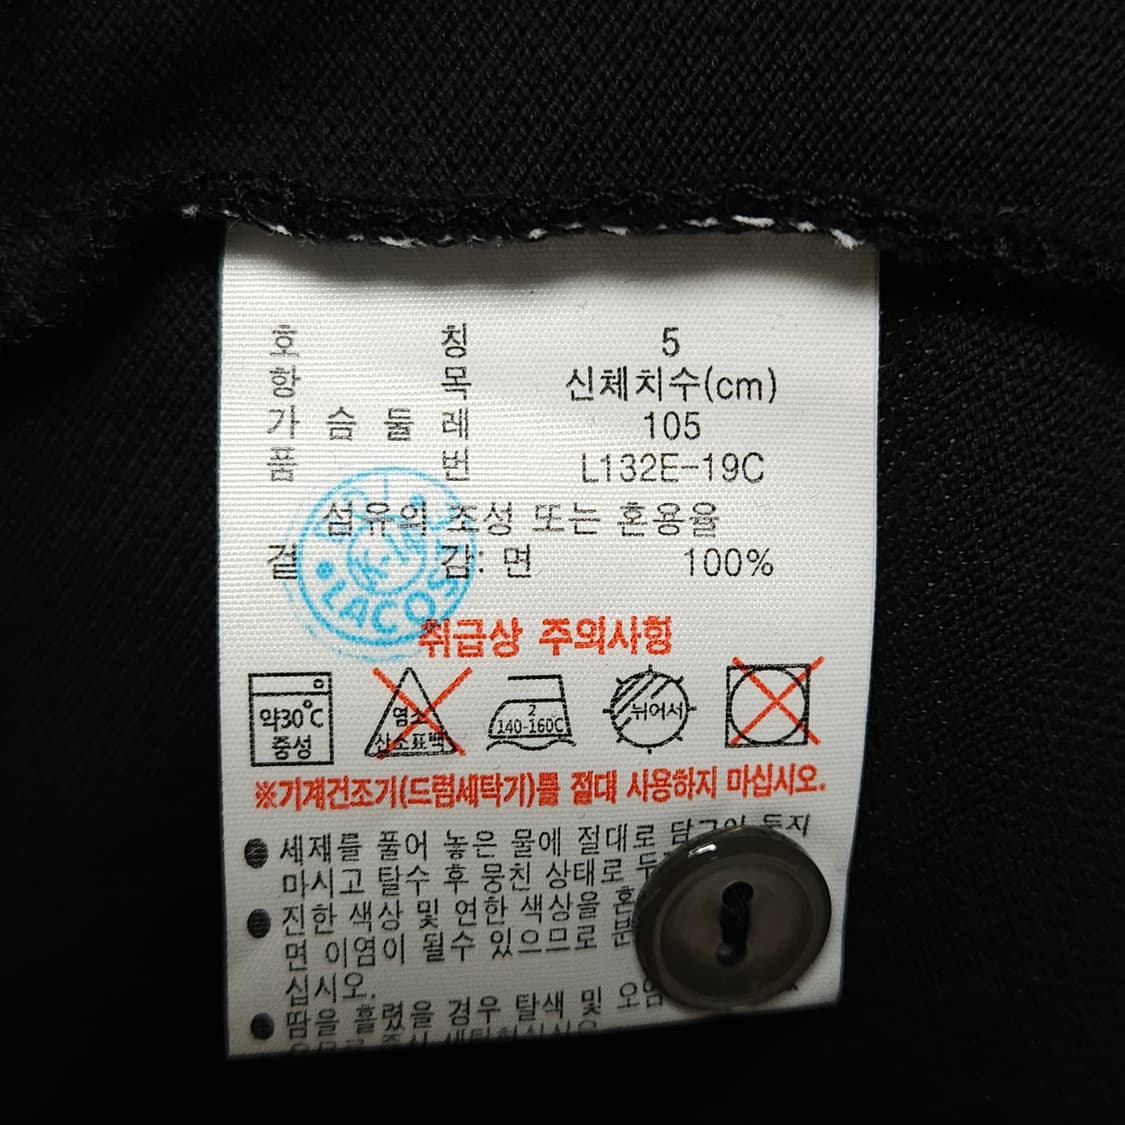 호 칭 5
항 목 신체치수(cm)
가 슴 둘 레 105
품 번 L132E-19C
섬유의 조성 또는 혼용율
겉 감: 면 100%
LACOS
취급상 주의사항
약30℃
중성
염소
산소표백
2
140-160C
뉘어서
※기계건조기(드럼세탁기)를 절대 사용하지 마십시오.
● 세제를 풀어 놓은 물에 절대로 담그어 두지
마시고 탈수 후 뭉친 상태로
● 진한 색상 및 연한 색상을
면 이염이 될수 있으므로
십시오.
● 땀을 흘렸을 경우 탈색 및 오염